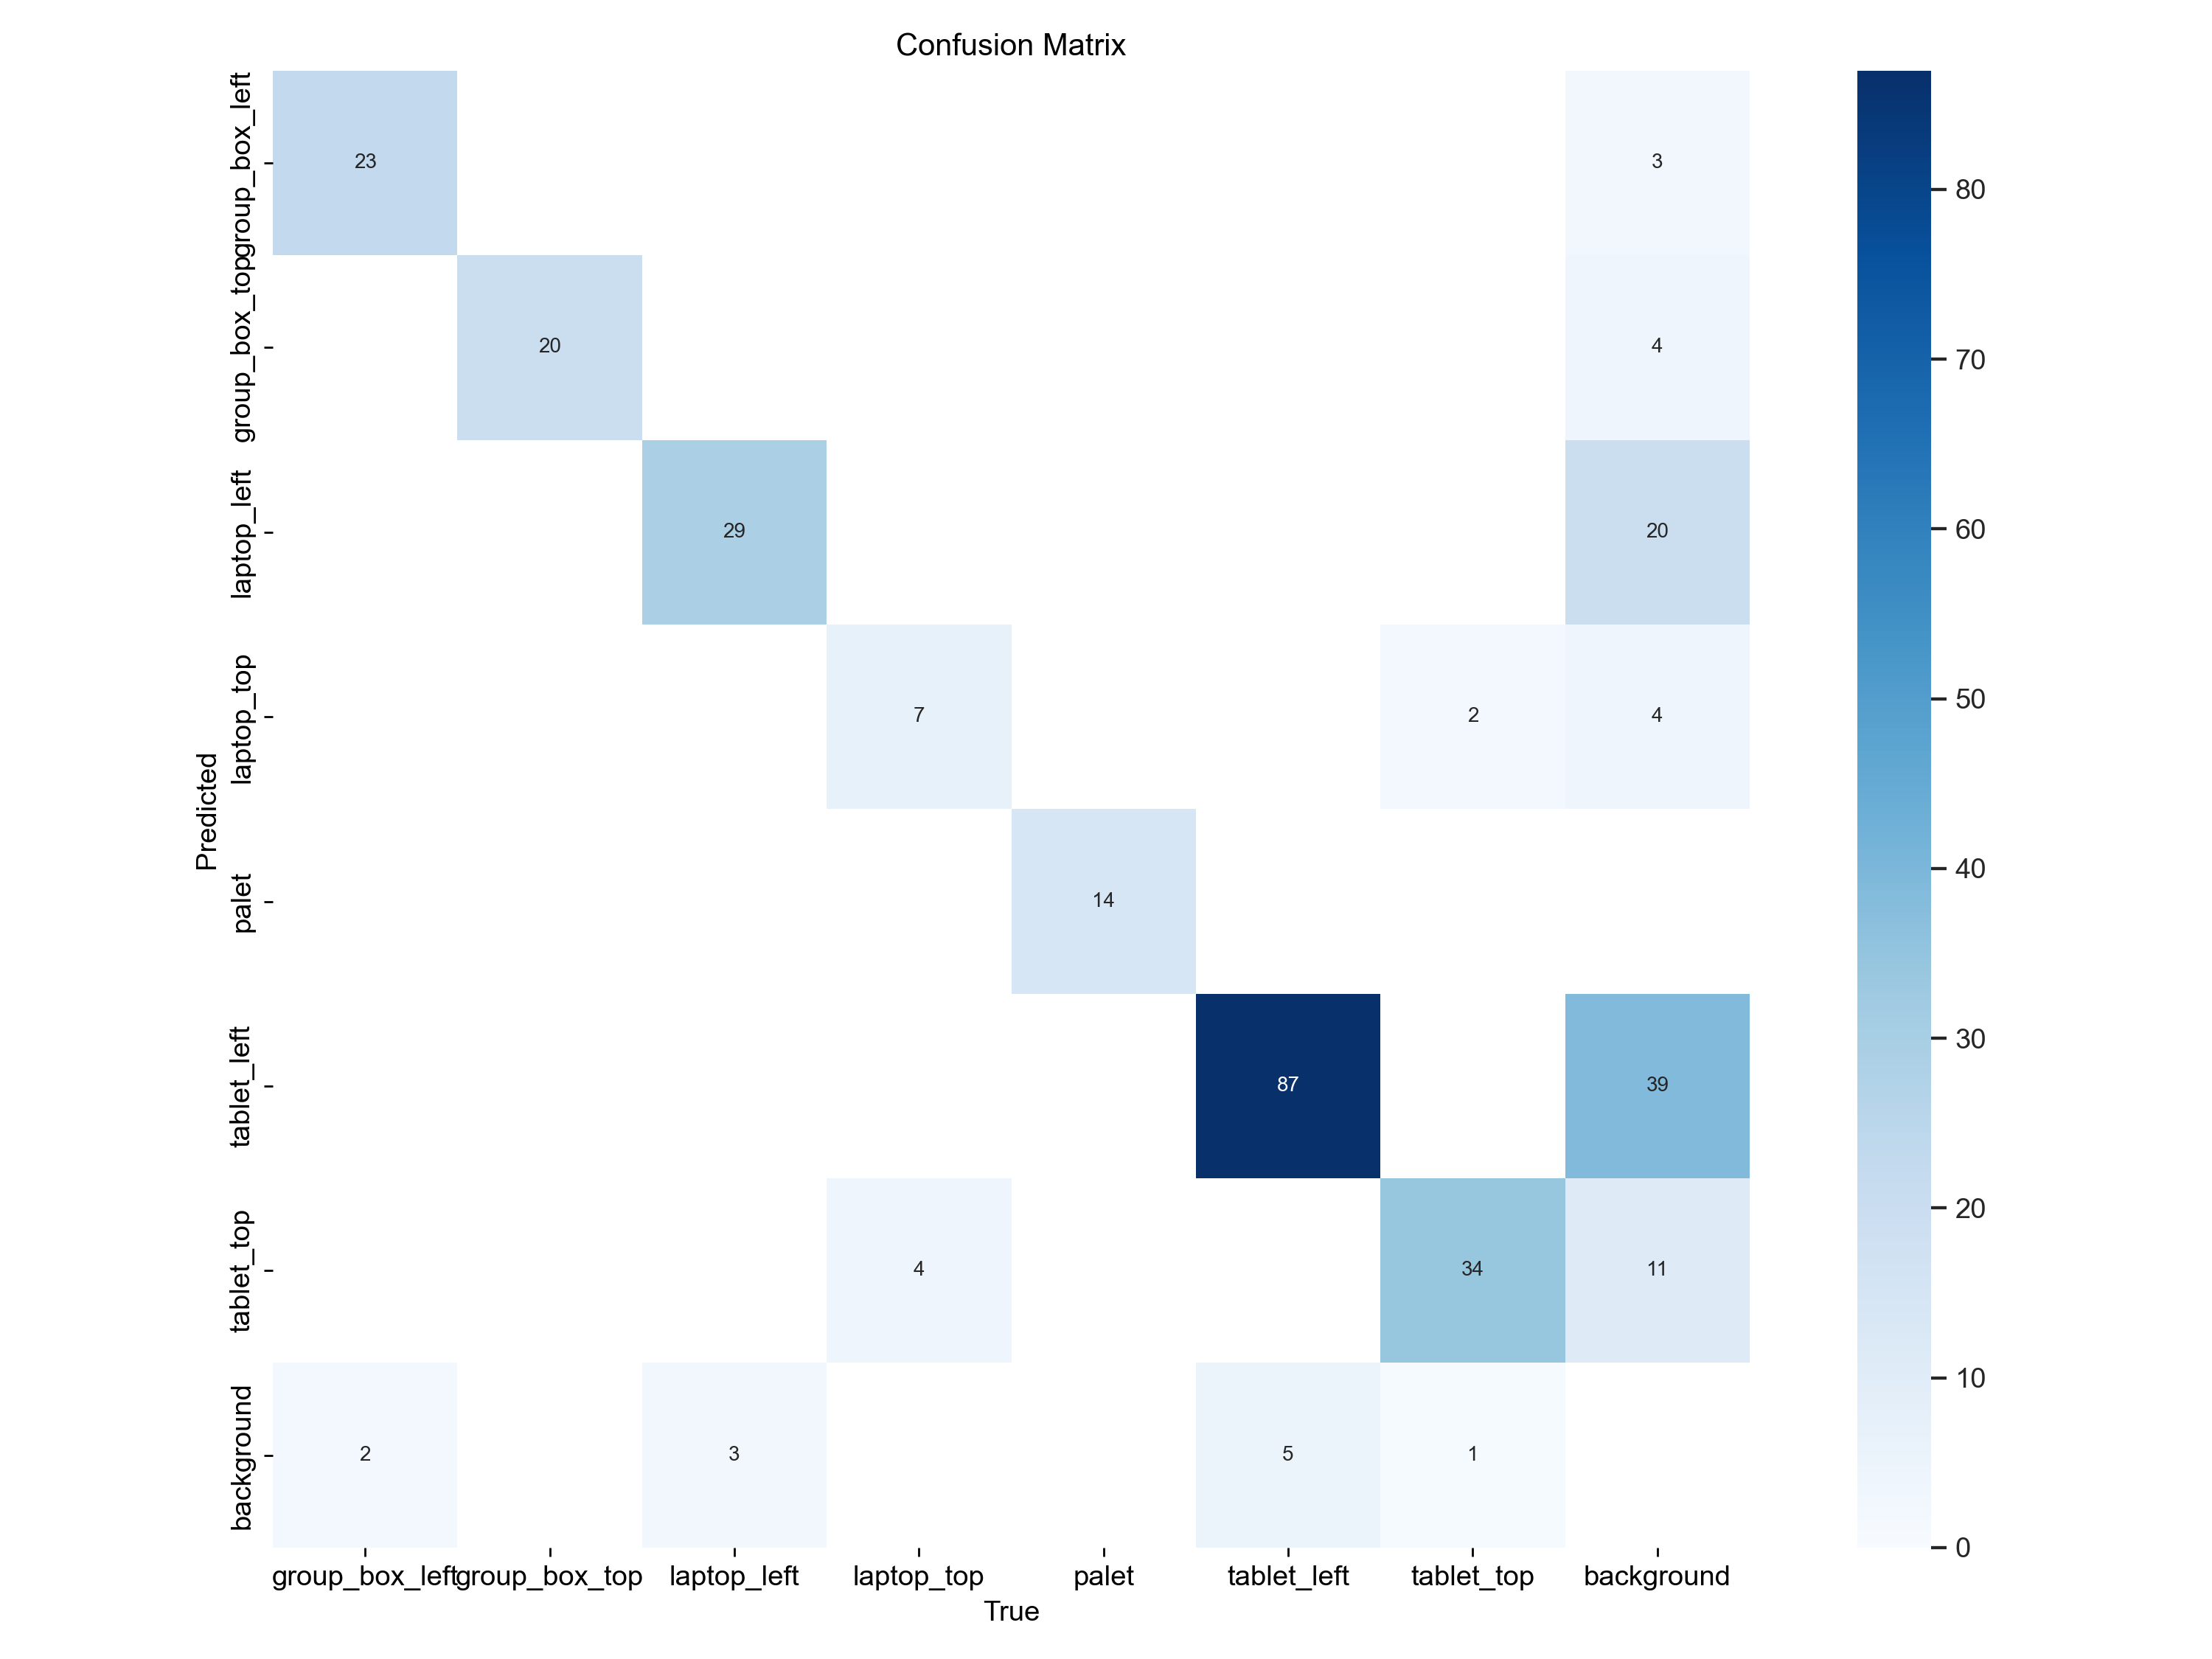 Confusion Matrix
group_box_left
23
3
80
group_box_top
20
4
70
laptop_left
29
20
60
laptop_top
7
2
4
50
Predicted
palet
14
40
tablet_left
87
39
30
tablet_top
4
34
11
20
background
2
3
5
1
10
0
group_box_left group_box_top laptop_left laptop_top palet tablet_left tablet_top background
True